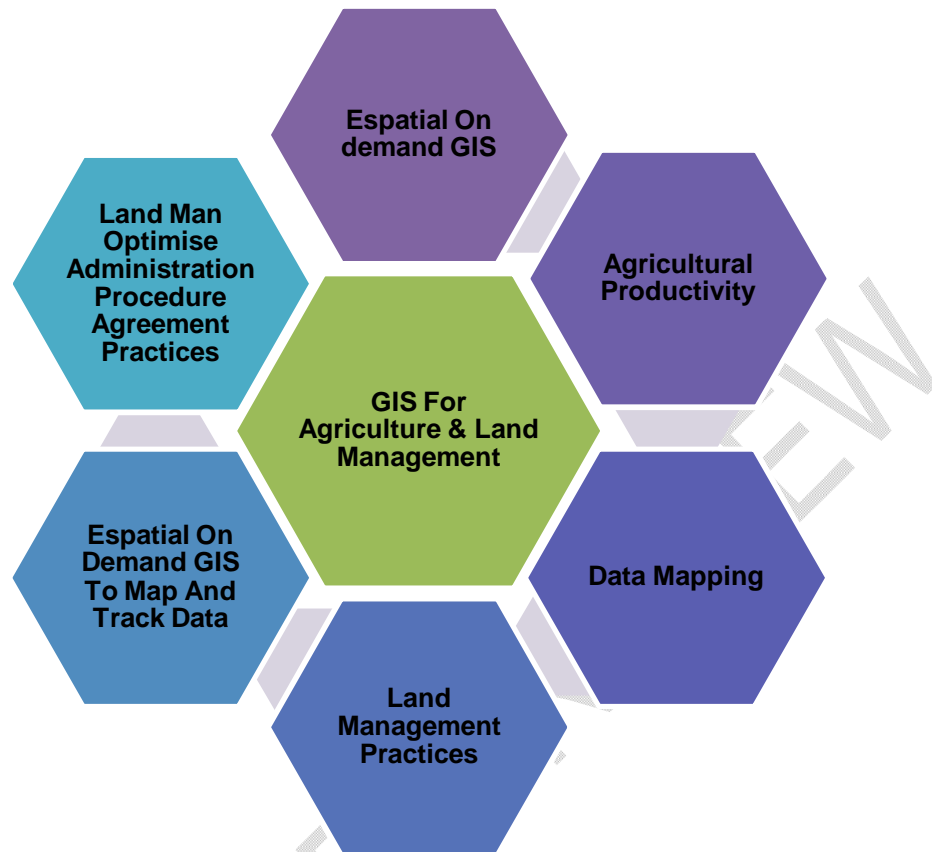 Espatial On
demand GIS
Agricultural
Productivity
Data Mapping
Land
Management
Practices
Espatial On
Demand GIS
To Map And
Track Data
Land Man
Optimise
Administration
Procedure
Agreement
Practices
GIS For
Agriculture & Land
Management